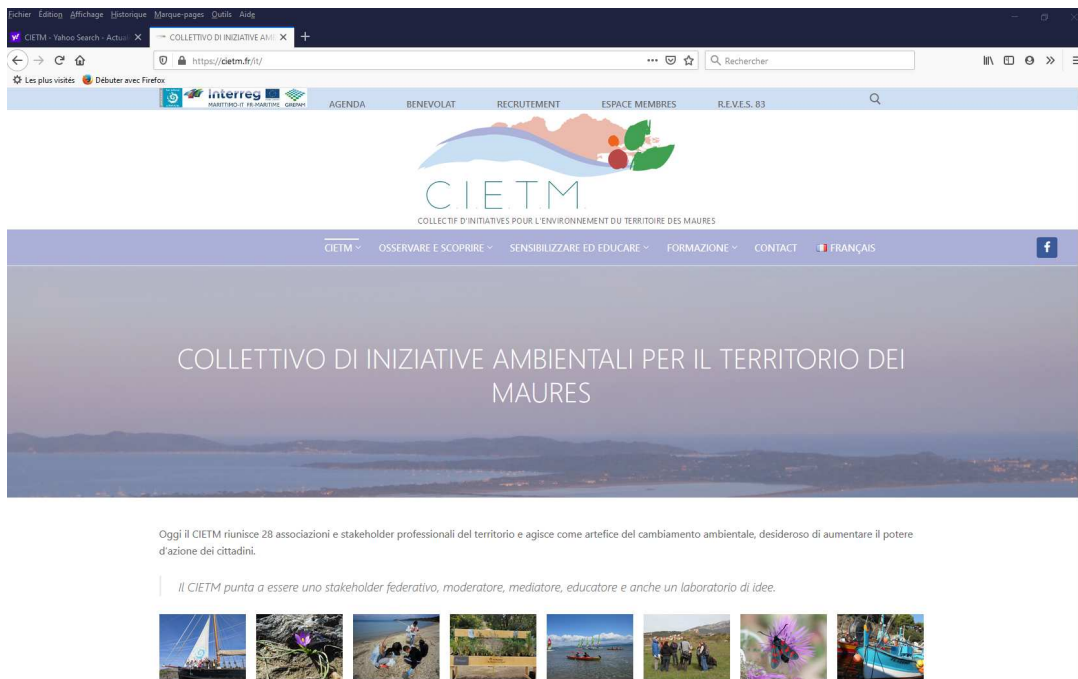 Fichier Édition Affichage Historique Marque-pages Outils Aide
CIETM - Yahoo Search - Actual
COLLETTIVO DI INIZIATIVE AM
https://cietm.fr/it/
Rechercher
Les plus visités Débuter avec Firefox
Interreg
MARITTIMO-IT FR-MARITIME GIREPAM
AGENDA BENEVOLAT RECRUTEMENT ESPACE MEMBRES R.E.V.E.S. 83
C.I.E.T.M.
COLLECTIF D'INITIATIVES POUR L'ENVIRONNEMENT DU TERRITOIRE DES MAURES
CIETM OSSERVARE E SCOPRIRE SENSIBILIZZARE ED EDUCARE FORMAZIONE CONTACT FRANÇAIS
COLLETTIVO DI INIZIATIVE AMBIENTALI PER IL TERRITORIO DEI
MAURES
Oggi il CIETM riunisce 28 associazioni e stakeholder professionali del territorio e agisce come artefice del cambiamento ambientale, desideroso di aumentare il potere
d'azione dei cittadini.
Il CIETM punta a essere uno stakeholder federativo, moderatore, mediatore, educatore e anche un laboratorio di idee.